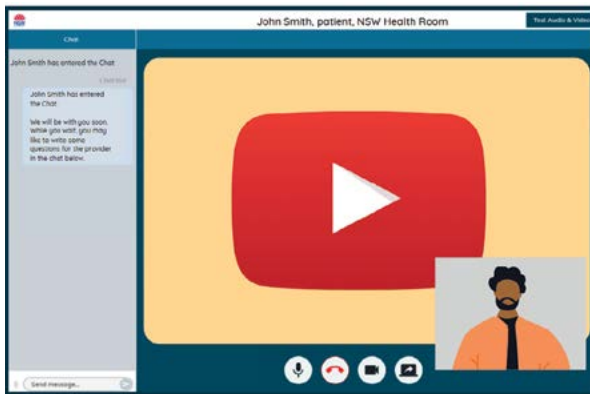 John Smith, patient, NSW Health Room
Test Audio & Video
NSW
Chat
John Smith has entered the Chat
John Smith has entered
the Chat.
We will be with you soon.
While you wait, you may
like to write some
questions for the provider
in the chat below.
Send message...